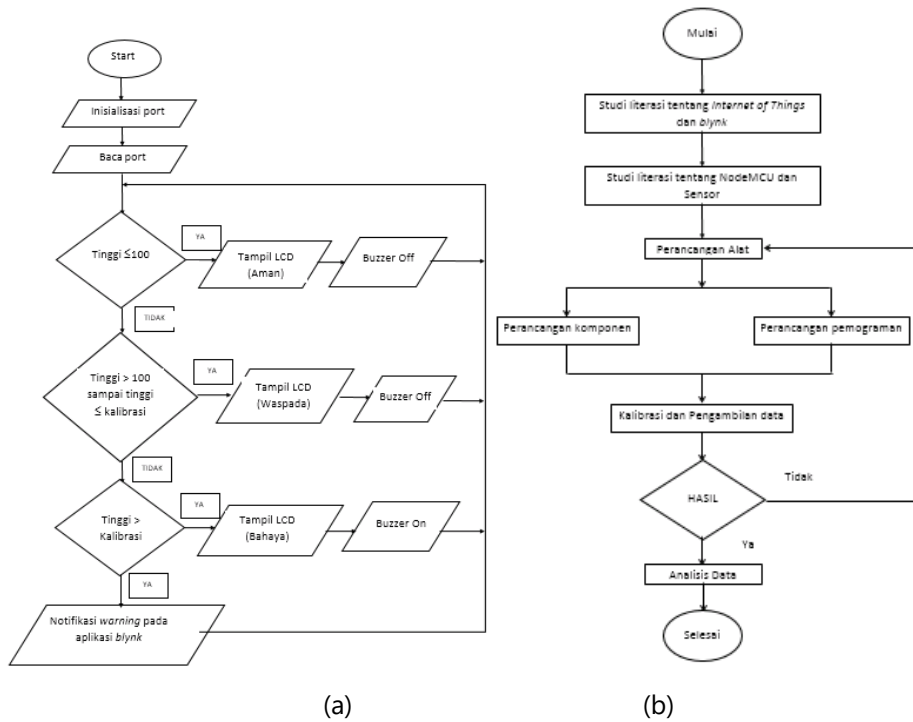 Start
Inisialisasi port
Baca port
Tinggi ≤100
YA
Tampil LCD
(Aman)
Buzzer Off
TIDAK
Tinggi > 100
sampai tinggi
≤ kalibrasi
YA
Tampil LCD
(Waspada)
Buzzer Off
TIDAK
Tinggi >
Kalibrasi
YA
Tampil LCD
(Bahaya)
Buzzer On
YA
Notifikasi warning pada
aplikasi blynk
(a)
Mulai
Studi literasi tentang Internet of Things
dan blynk
Studi literasi tentang NodeMCU dan
Sensor
Perancangan Alat
Perancangan komponen
Perancangan pemograman
Kalibrasi dan Pengambilan data
HASIL
Tidak
Ya
Analisis Data
Selesai
(b)